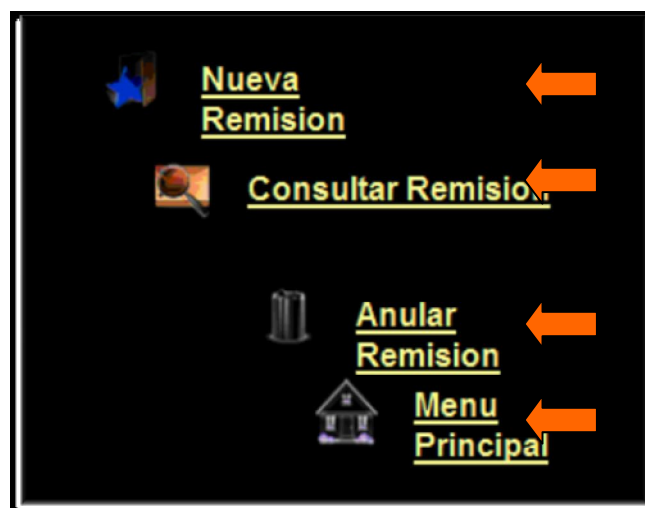 Nueva
Remision
Consultar Remision
Anular
Remision
Menu
Principal